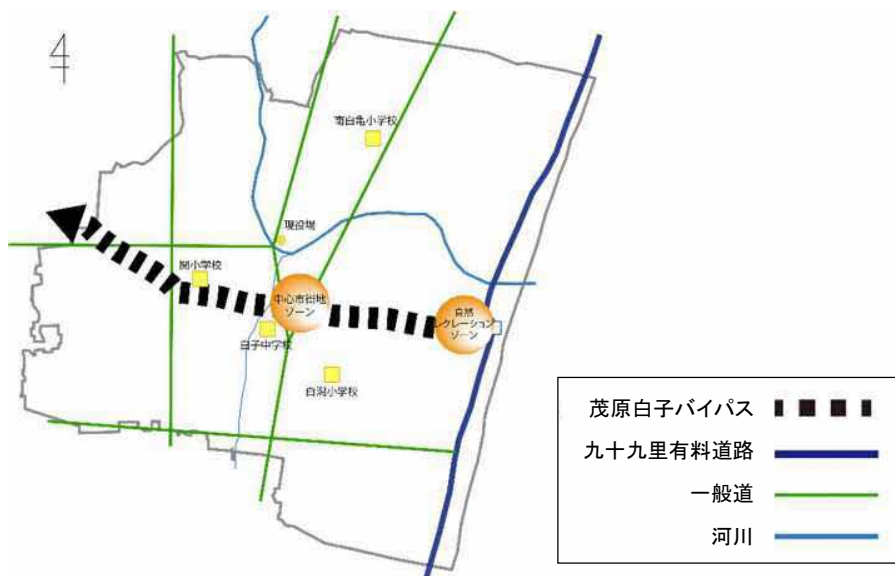 南白亀小学校
現役場
関小学校
中心市街地
ゾーン
自然
レクレーション
ゾーン
白子中学校
白潟小学校
茂原白子バイパス
九十九里有料道路
一般道
河川